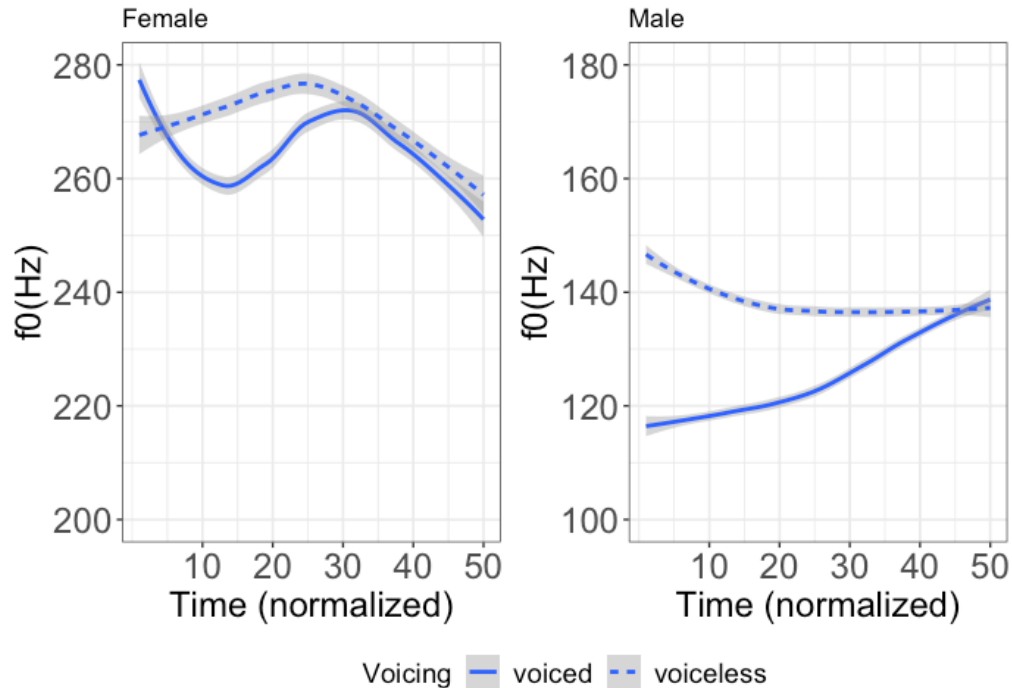 Female
280
260
240
220
200
f0(Hz)
10 20 30 40 50
Time (normalized)
Male
180
160
140
120
100
f0(Hz)
10 20 30 40 50
Time (normalized)
Voicing voiced voiceless